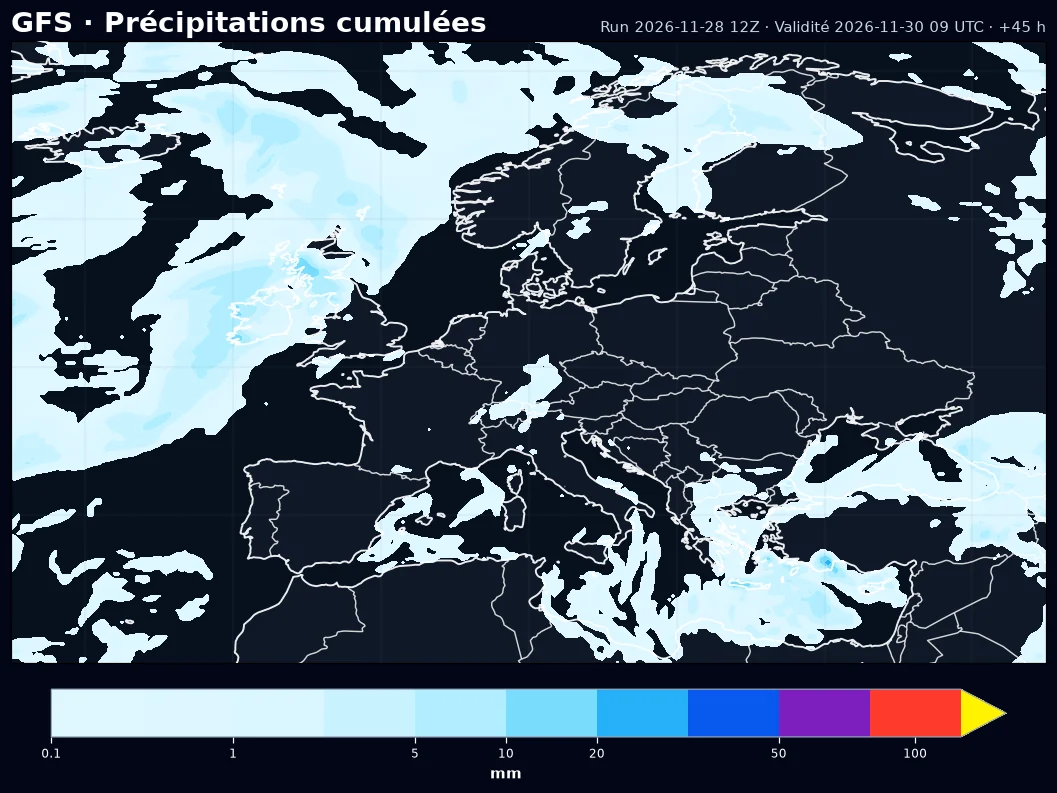 GFS · Précipitations cumulées
Run 2026-11-28 12Z · Validité 2026-11-30 09 UTC · +45 h
0.1 1 5 10 20 50 100
mm